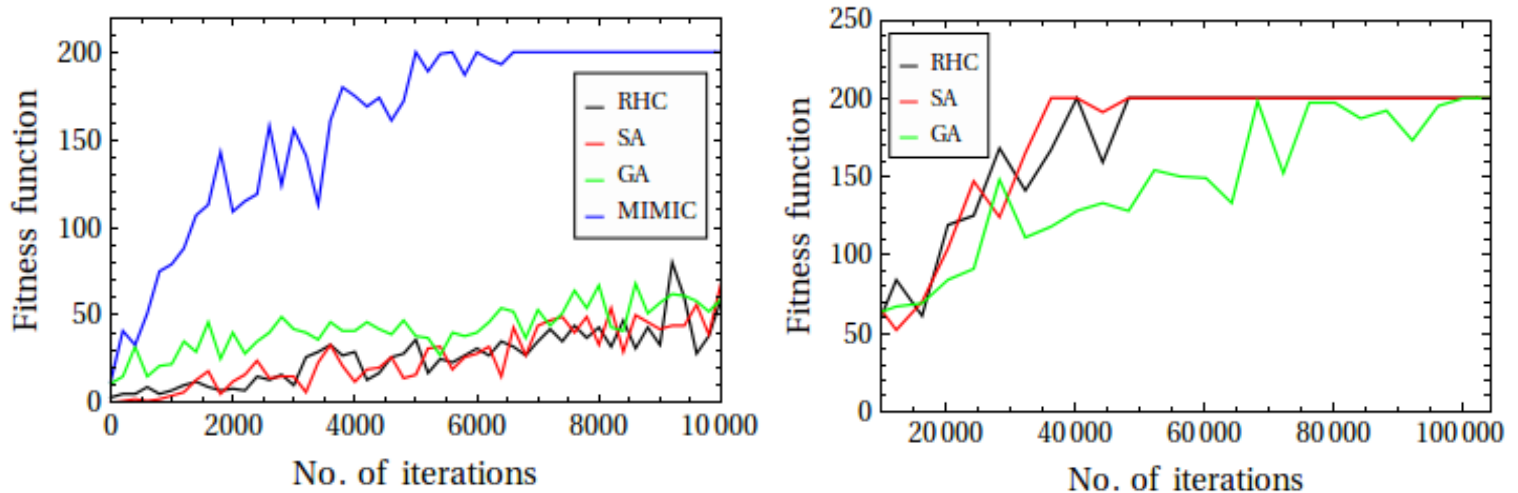 200
150
100
50
0
Fitness function
RHC
SA
GA
MIMIC
0 2000 4000 6000 8000 10 000
No. of iterations
250
200
150
100
50
0
Fitness function
RHC
SA
GA
20 000 40 000 60 000 80 000 100 000
No. of iterations